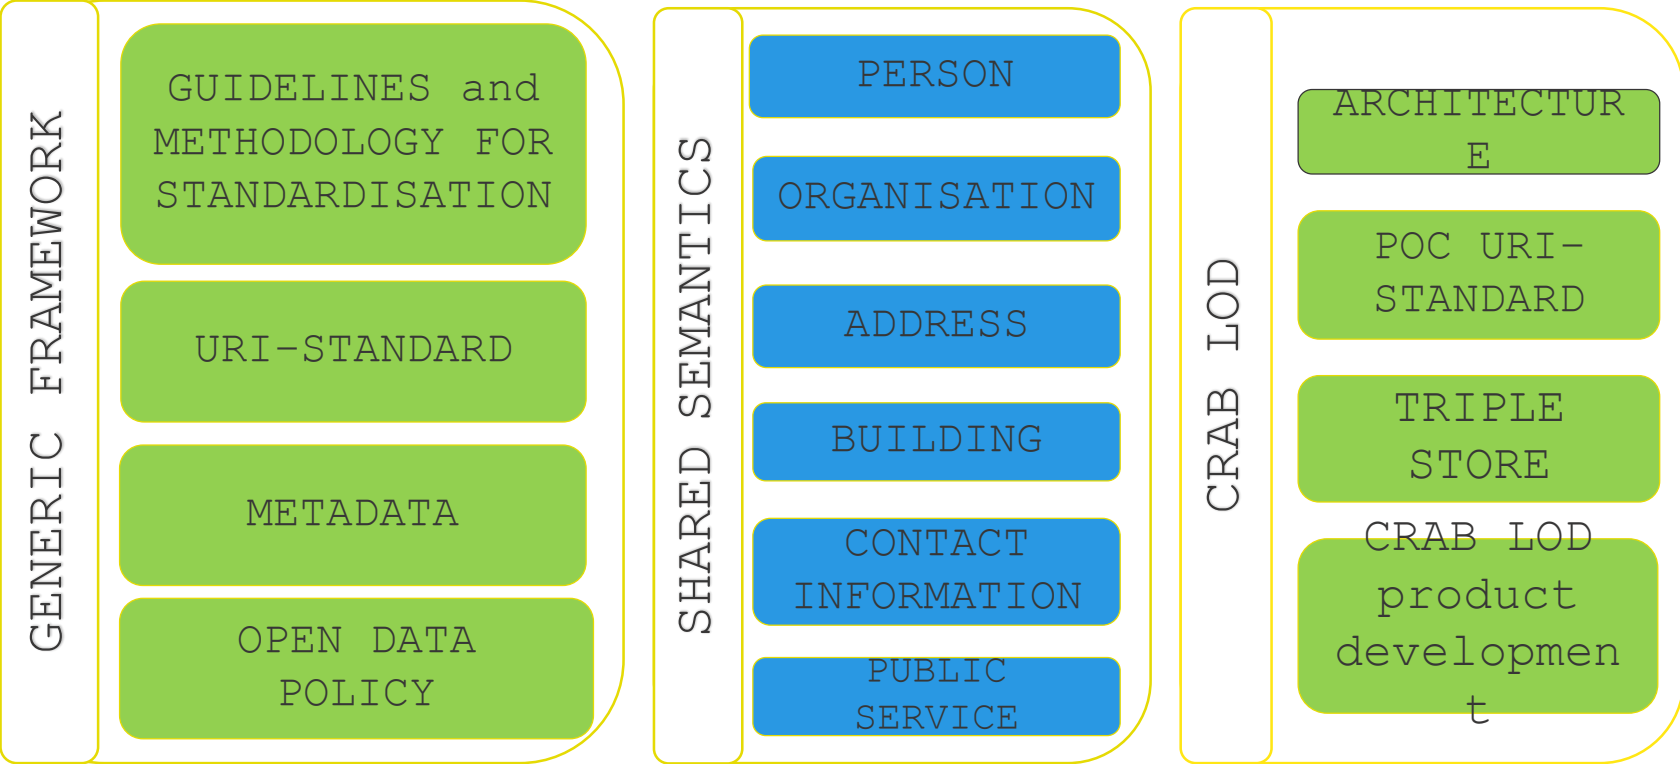 GENERIC FRAMEWORK
GUIDELINES and
METHODOLOGY FOR
STANDARDISATION
URI-STANDARD
METADATA
OPEN DATA
POLICY
SHARED SEMANTICS
PERSON
ORGANISATION
ADDRESS
BUILDING
CONTACT
INFORMATION
PUBLIC
SERVICE
CRAB LOD
ARCHITECTUR
E
POC URI-
STANDARD
TRIPLE
STORE
CRAB LOD
product
developmen
t